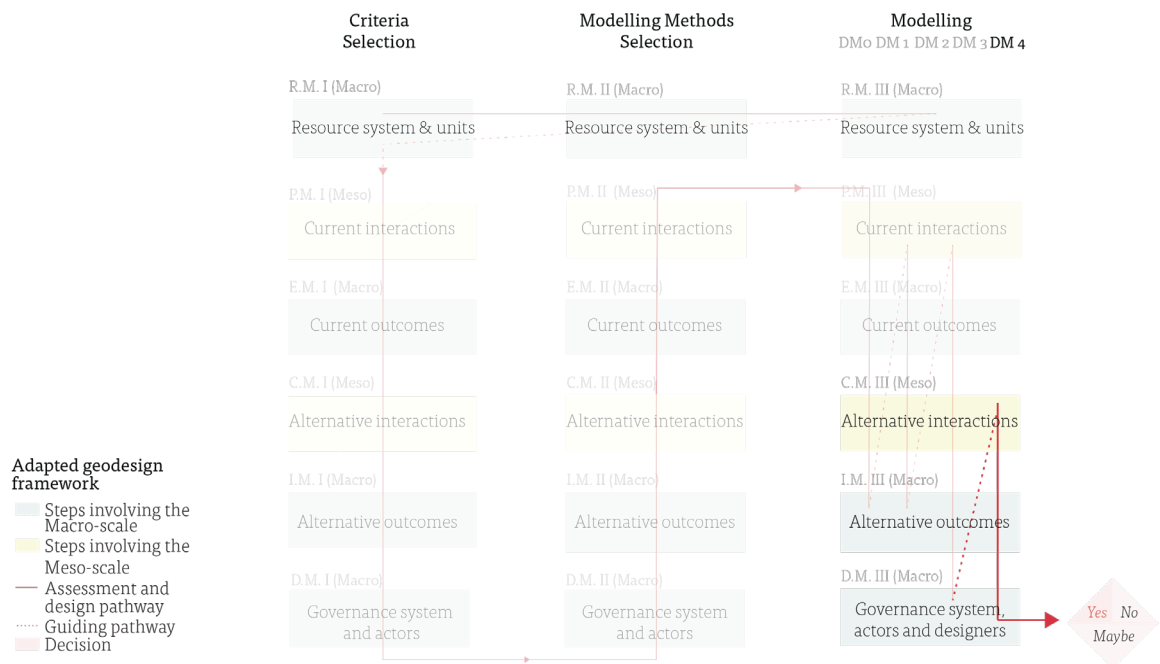 Criteria
Selection
Modelling Methods
Selection
Modelling
DM0 DM 1 DM 2 DM 3 DM 4
R.M. I (Macro)
Resource system & units
R.M. II (Macro)
Resource system & units
R.M. III (Macro)
Resource system & units
P.M. I (Meso)
Current interactions
P.M. II (Meso)
Current interactions
P.M. III (Meso)
Current interactions
E.M. I (Macro)
Current outcomes
E.M. II (Macro)
Current outcomes
E.M. III (Macro)
Current outcomes
C.M. I (Meso)
Alternative interactions
C.M. II (Meso)
Alternative interactions
C.M. III (Meso)
Alternative interactions
I.M. I (Macro)
Alternative outcomes
I.M. II (Macro)
Alternative outcomes
I.M. III (Macro)
Alternative outcomes
D.M. I (Macro)
Governance system
and actors
D.M. II (Macro)
Governance system
and actors
D.M. III (Macro)
Governance system,
actors and designers
Yes No
Maybe
Adapted geodesign
framework
Steps involving the
Macro-scale
Steps involving the
Meso-scale
Assessment and
design pathway
Guiding pathway
Decision